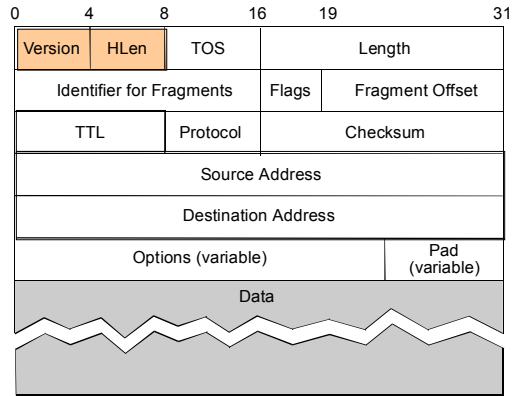 0 4 8 16 19 31
Version HLen TOS Length
Identifier for Fragments Flags Fragment Offset
TTL Protocol Checksum
Source Address
Destination Address
Options (variable) Pad
(variable)
Data